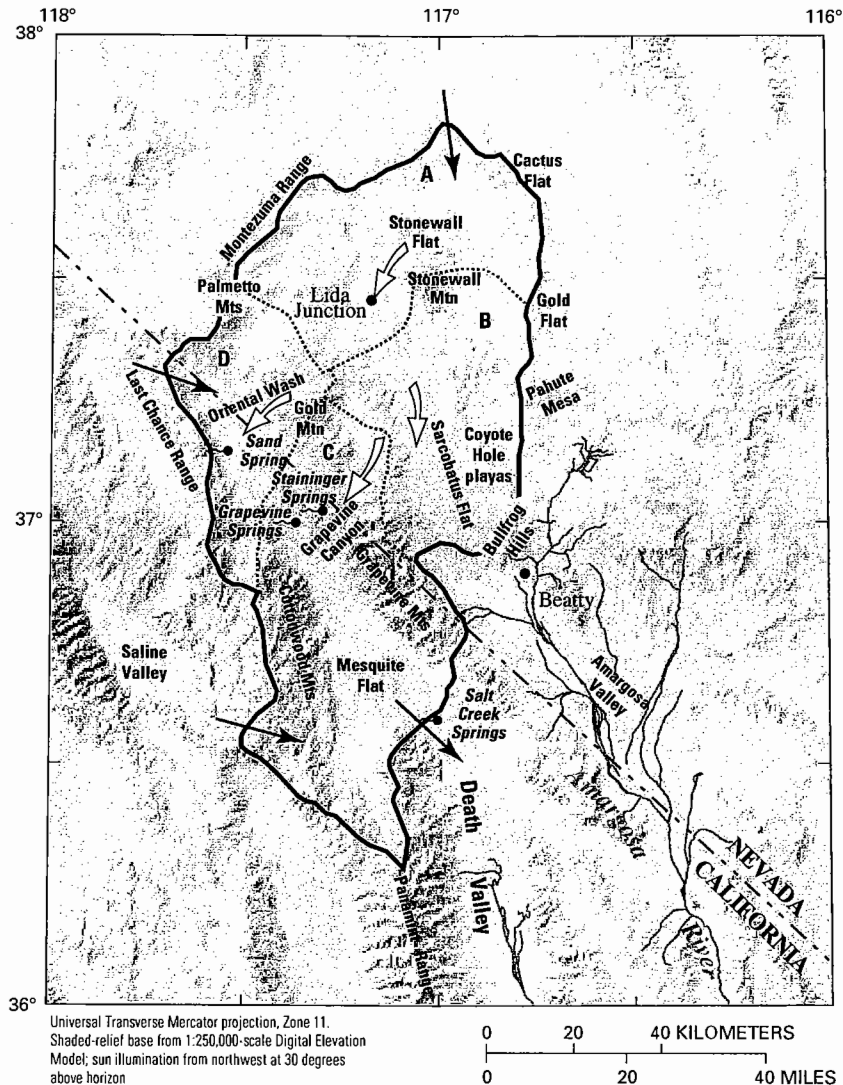 118°
117°
116°
38°
A
Cactus
Flat
Montezuma Range
Stonewall
Flat
Palmetto
Mts
Stonewall
Mtn
Lida
Junction
Gold
Flat
B
D
Last Chance Range
Pahute
Mesa
Oriental Wash
Gold
Mtn
Sand
Spring
Sarcobatus Flat
Coyote
Hole
playas
C
Staininger
Springs
37°
Grapevine
Springs
Grapevine
Canyon
Bullfrog
Hills
Grapevine Mts
Beatty
Cottonwood Mts
Saline
Valley
Mesquite
Flat
Amargosa
Valley
Salt
Creek
Springs
Death
Valley
Amargosa
River
NEVADA
CALIFORNIA
Panamint Range
36°
Universal Transverse Mercator projection, Zone 11.
Shaded-relief base from 1:250,000-scale Digital Elevation
Model; sun illumination from northwest at 30 degrees
above horizon
0 20 40 KILOMETERS
0 20 40 MILES